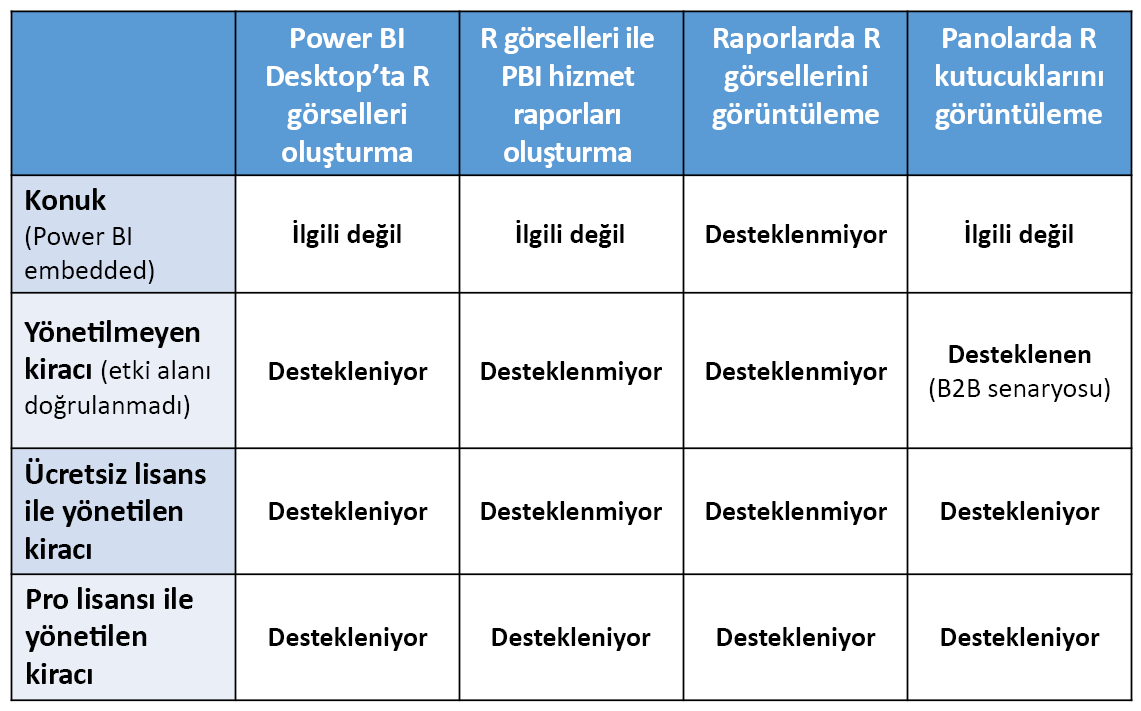 Power BI
Desktop’ta R
görselleri
oluşturma
R görselleri ile
PBI hizmet
raporları
oluşturma
Raporlarda R
görsellerini
görüntüleme
Panolarda R
kutucuklarını
görüntüleme
Konuk
(Power BI
embedded)
İlgili değil
İlgili değil
Desteklenmiyor
İlgili değil
Yönetilmeyen
kiracı (etki alanı
doğrulanmadı)
Destekleniyor
Desteklenmiyor
Desteklenmiyor
Desteklenen
(B2B senaryosu)
Ücretsiz lisans
ile yönetilen
kiracı
Destekleniyor
Desteklenmiyor
Desteklenmiyor
Destekleniyor
Pro lisansı ile
yönetilen
kiracı
Destekleniyor
Destekleniyor
Destekleniyor
Destekleniyor